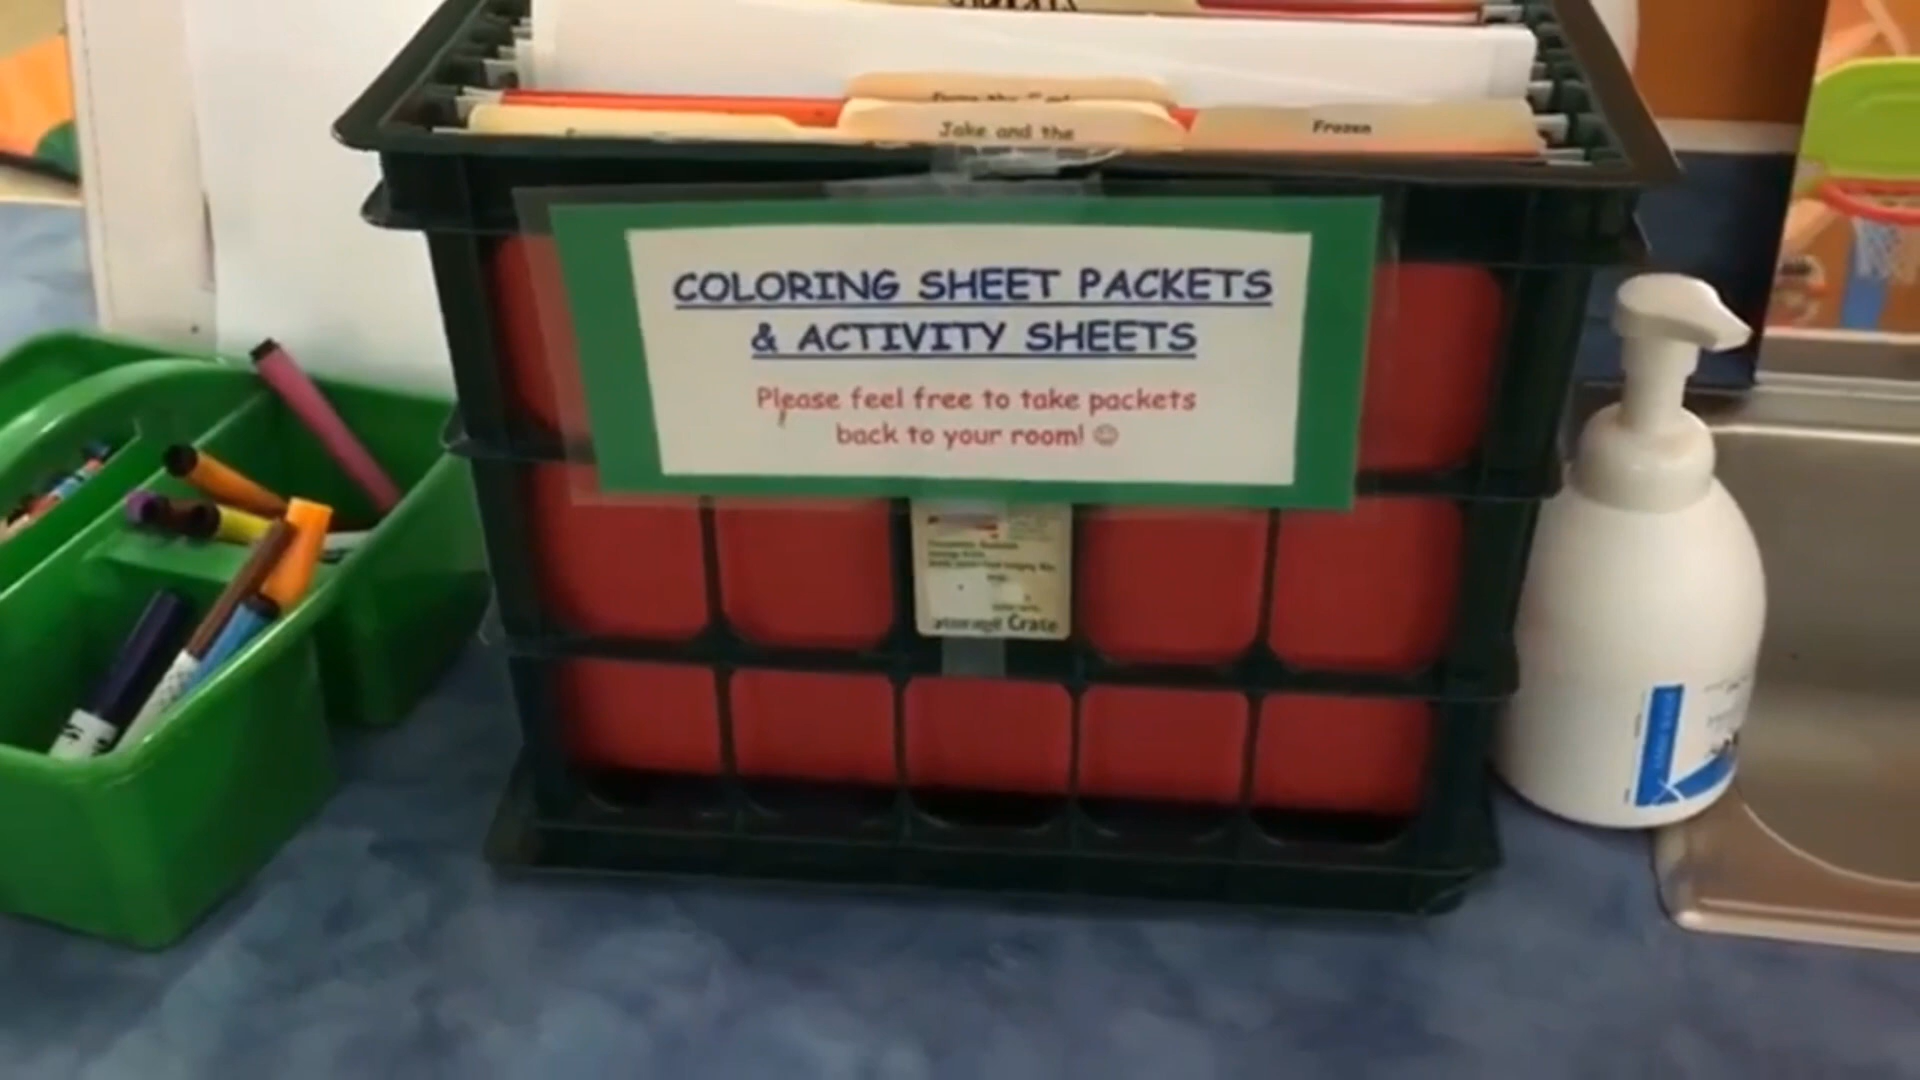 Jake and the
Frozen
COLORING SHEET PACKETS
& ACTIVITY SHEETS
Please feel free to take packets
back to your room! ☺
Storage Crate